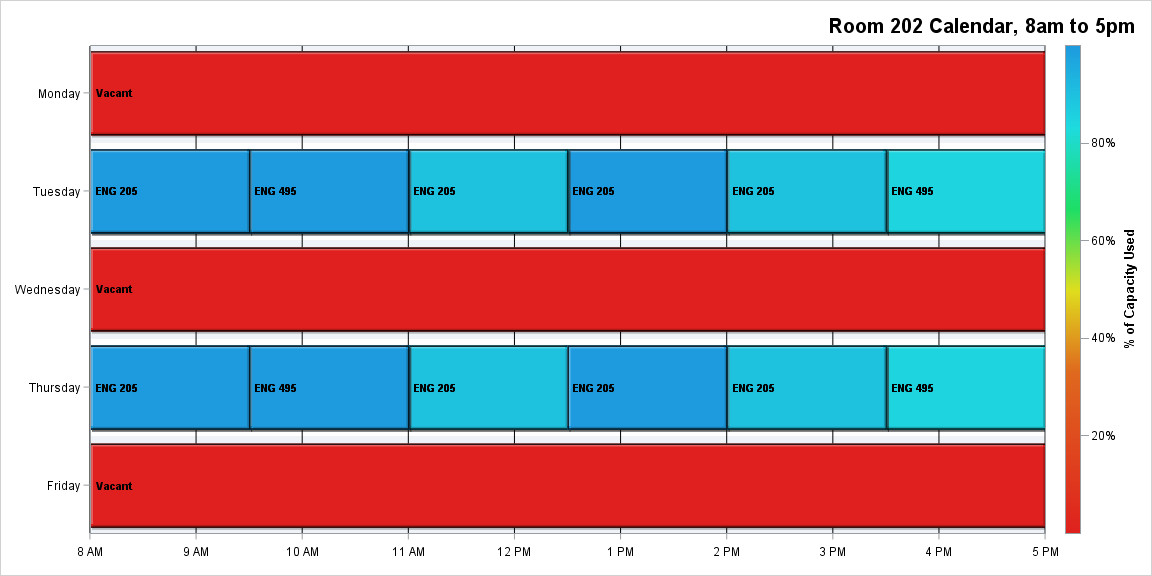 Room 202 Calendar, 8am to 5pm
Monday
Vacant
Tuesday
ENG 205
ENG 495
ENG 205
ENG 205
ENG 205
ENG 495
Wednesday
Vacant
Thursday
ENG 205
ENG 495
ENG 205
ENG 205
ENG 205
ENG 495
Friday
Vacant
8 AM
9 AM
10 AM
11 AM
12 PM
1 PM
2 PM
3 PM
4 PM
5 PM
80%
60%
40%
20%
% of Capacity Used